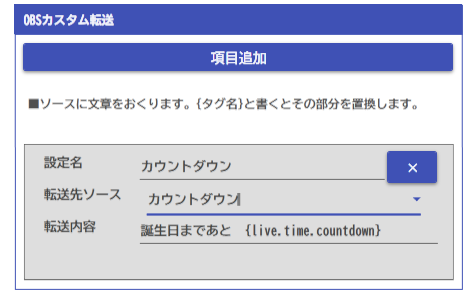 OBSカスタム転送
項目追加
■ソースに文章をおくります。{タグ名}と書くとその部分を置換します。
設定名 カウントダウン ×
転送先ソース カウントダウン
転送内容 誕生日まであと {live.time.countdown}